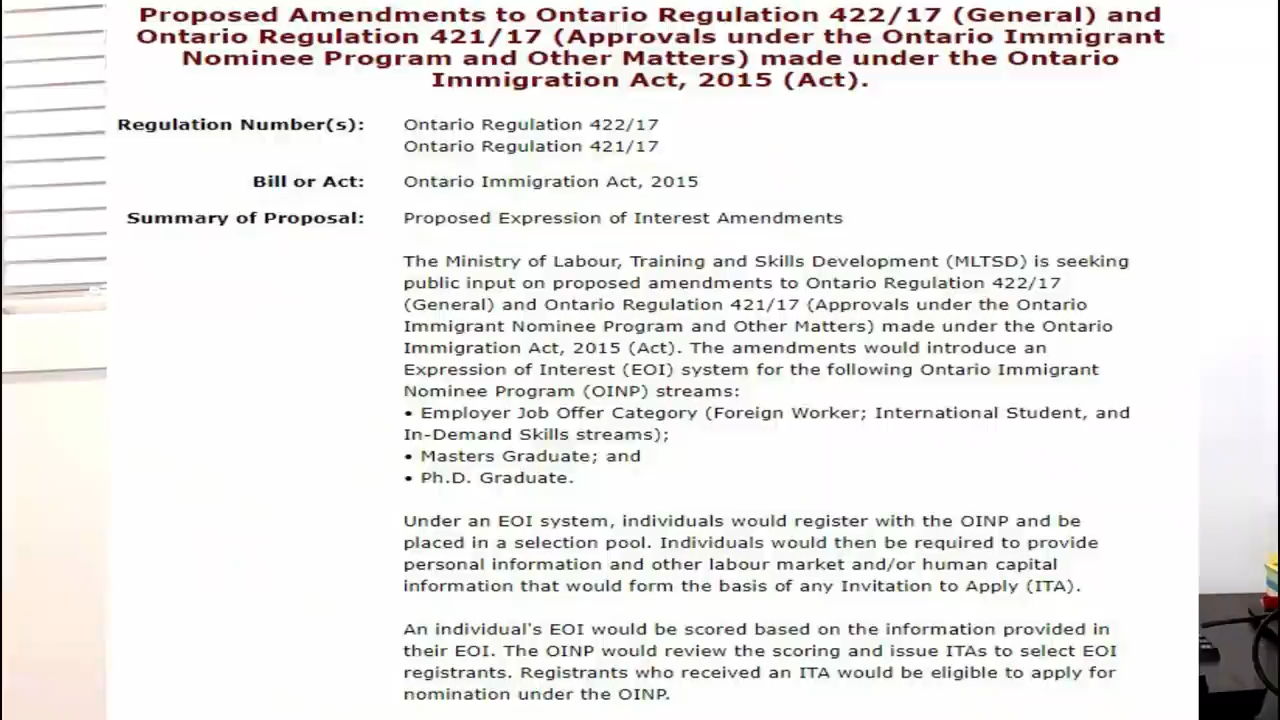 Proposed Amendments to Ontario Regulation 422/17 (General) and
Ontario Regulation 421/17 (Approvals under the Ontario Immigrant
Nominee Program and Other Matters) made under the Ontario
Immigration Act, 2015 (Act).
Regulation Number(s): Ontario Regulation 422/17
Ontario Regulation 421/17
Bill or Act: Ontario Immigration Act, 2015
Summary of Proposal: Proposed Expression of Interest Amendments
The Ministry of Labour, Training and Skills Development (MLTSD) is seeking
public input on proposed amendments to Ontario Regulation 422/17
(General) and Ontario Regulation 421/17 (Approvals under the Ontario
Immigrant Nominee Program and Other Matters) made under the Ontario
Immigration Act, 2015 (Act). The amendments would introduce an
Expression of Interest (EOI) system for the following Ontario Immigrant
Nominee Program (OINP) streams:
• Employer Job Offer Category (Foreign Worker; International Student, and
In-Demand Skills streams);
• Masters Graduate; and
• Ph.D. Graduate.
Under an EOI system, individuals would register with the OINP and be
placed in a selection pool. Individuals would then be required to provide
personal information and other labour market and/or human capital
information that would form the basis of any Invitation to Apply (ITA).
An individual's EOI would be scored based on the information provided in
their EOI. The OINP would review the scoring and issue ITAs to select EOI
registrants. Registrants who received an ITA would be eligible to apply for
nomination under the OINP.